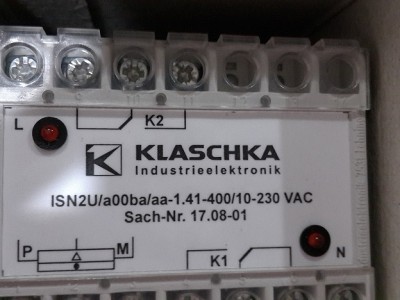 L K2
KLASCHKA
Industrieelektronik
ISN2U/a00ba/aa-1.41-400/10-230 VAC
Sach-Nr. 17.08-01
P M K1 N